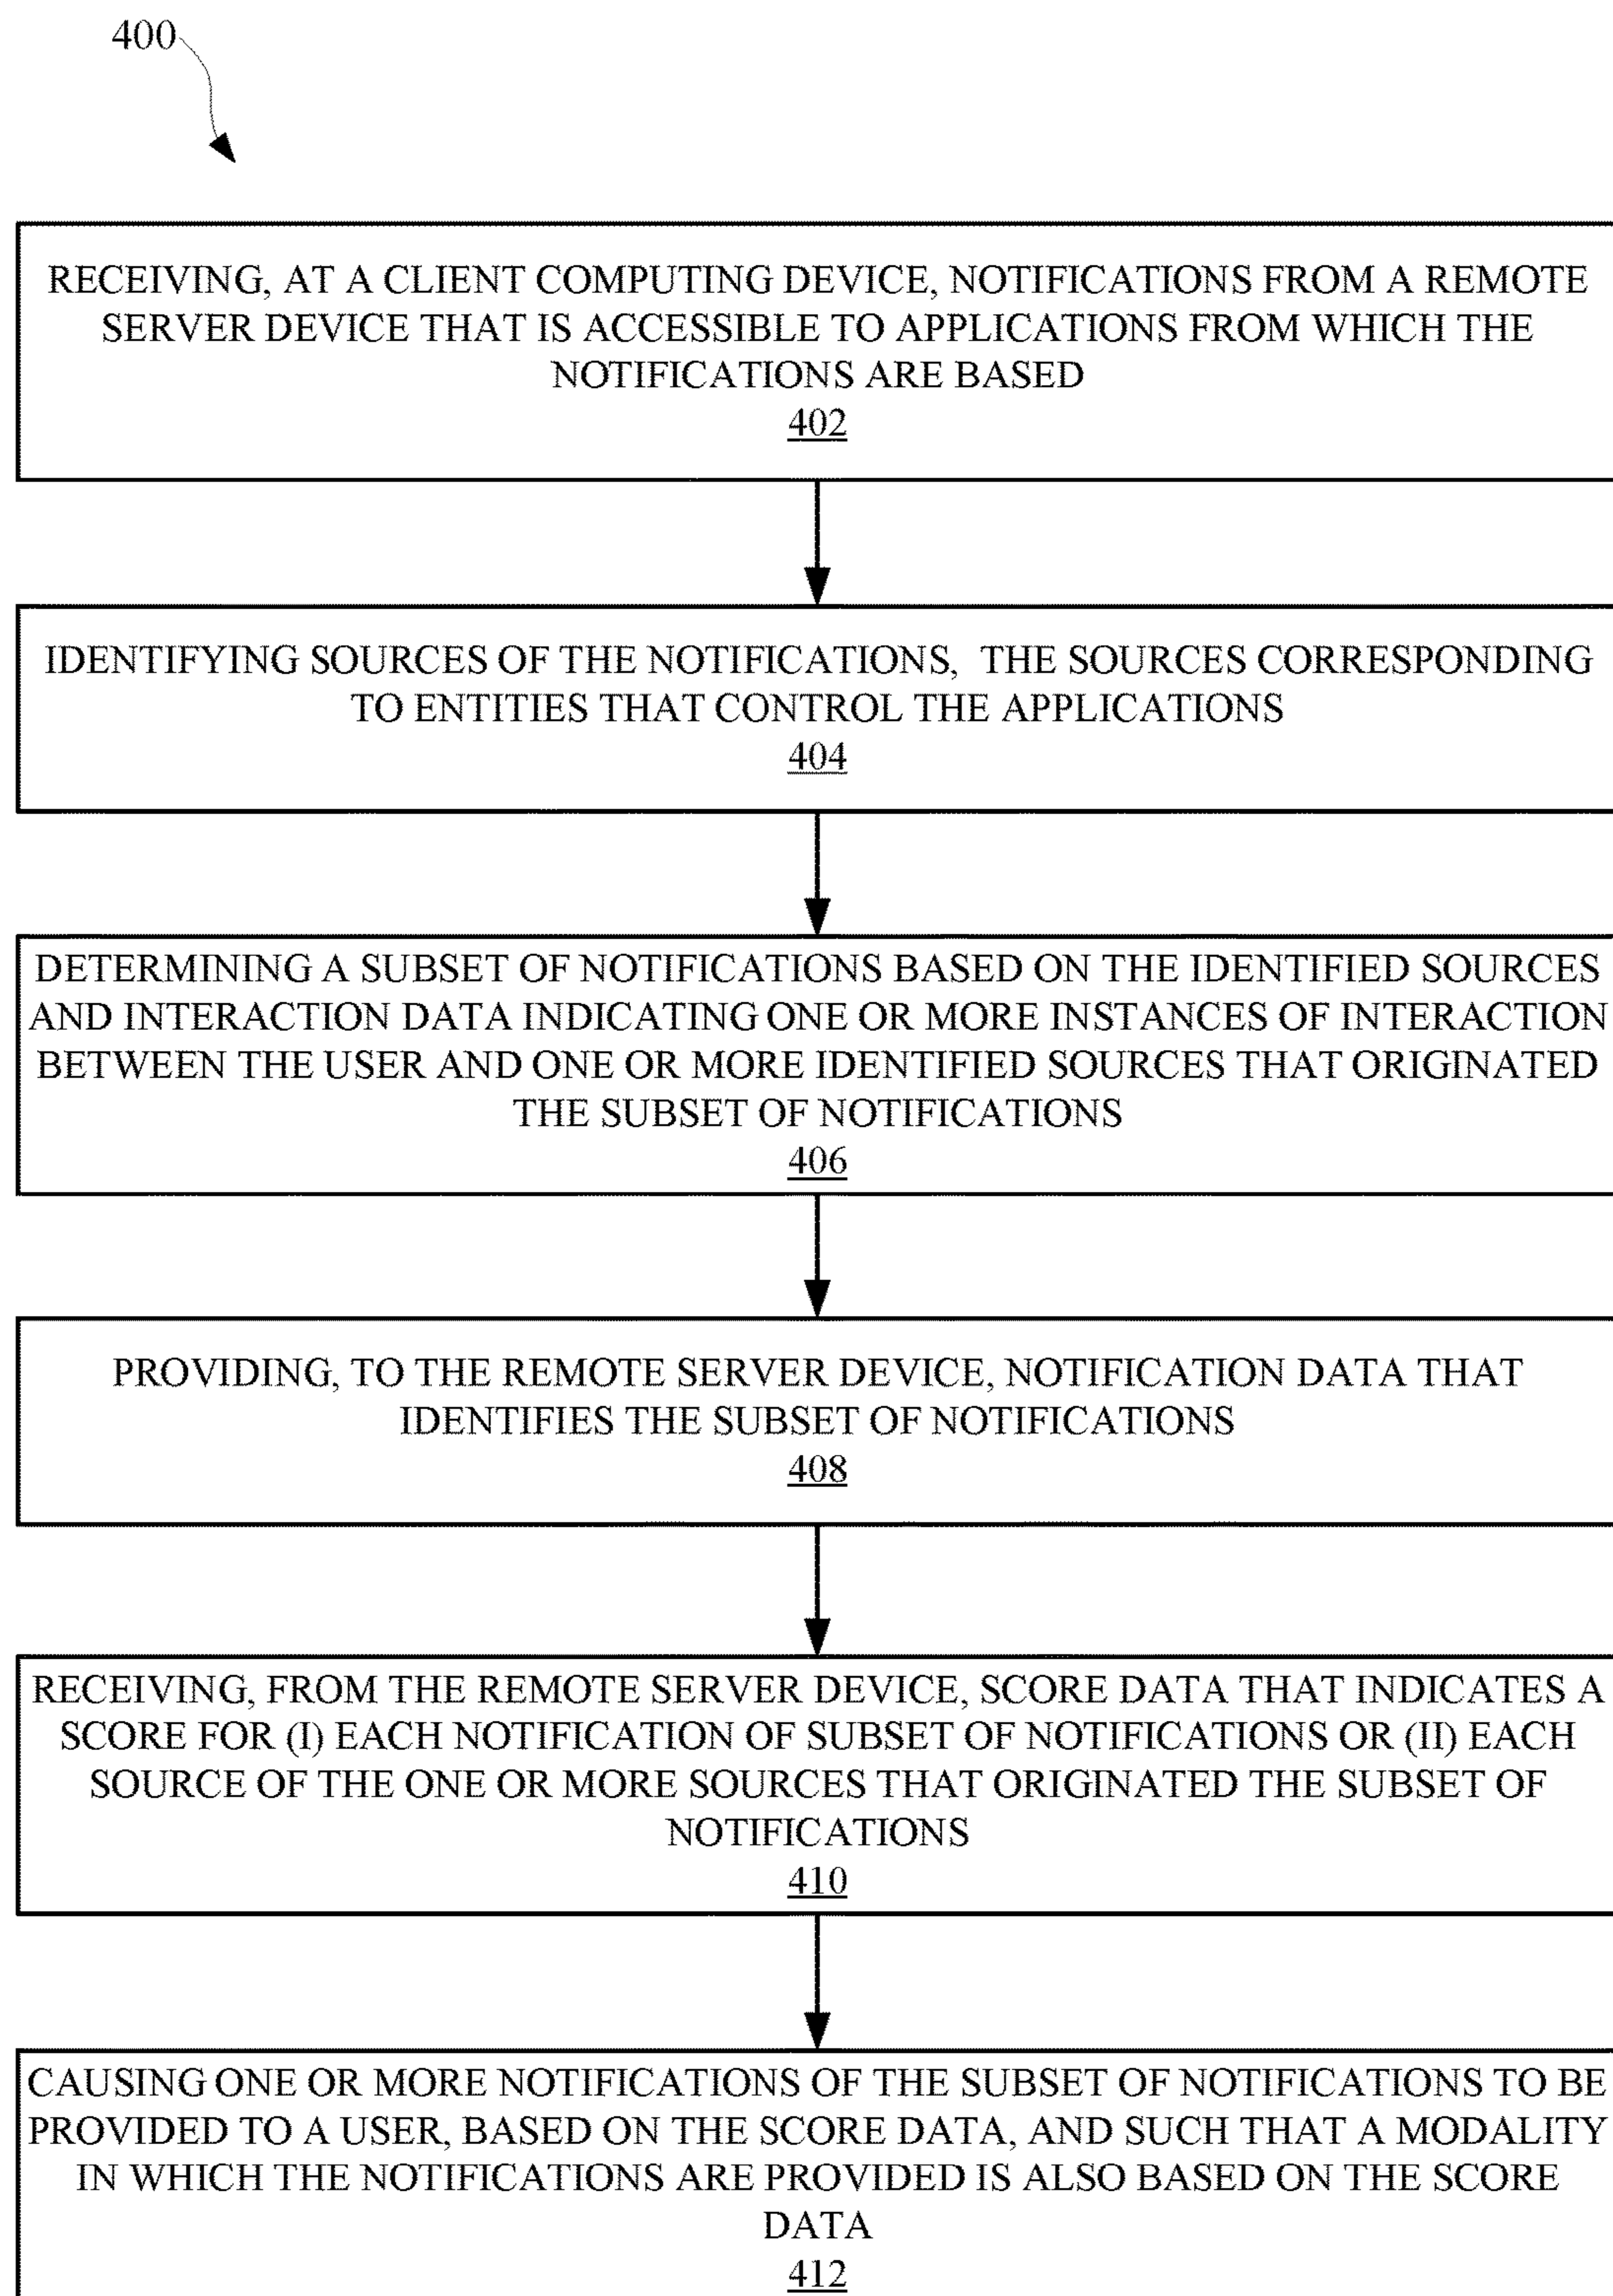 400
RECEIVING, AT A CLIENT COMPUTING DEVICE, NOTIFICATIONS FROM A REMOTE
SERVER DEVICE THAT IS ACCESSIBLE TO APPLICATIONS FROM WHICH THE
NOTIFICATIONS ARE BASED
402
IDENTIFYING SOURCES OF THE NOTIFICATIONS, THE SOURCES CORRESPONDING
TO ENTITIES THAT CONTROL THE APPLICATIONS
404
DETERMINING A SUBSET OF NOTIFICATIONS BASED ON THE IDENTIFIED SOURCES
AND INTERACTION DATA INDICATING ONE OR MORE INSTANCES OF INTERACTION
BETWEEN THE USER AND ONE OR MORE IDENTIFIED SOURCES THAT ORIGINATED
THE SUBSET OF NOTIFICATIONS
406
PROVIDING, TO THE REMOTE SERVER DEVICE, NOTIFICATION DATA THAT
IDENTIFIES THE SUBSET OF NOTIFICATIONS
408
RECEIVING, FROM THE REMOTE SERVER DEVICE, SCORE DATA THAT INDICATES A
SCORE FOR (I) EACH NOTIFICATION OF SUBSET OF NOTIFICATIONS OR (II) EACH
SOURCE OF THE ONE OR MORE SOURCES THAT ORIGINATED THE SUBSET OF
NOTIFICATIONS
410
CAUSING ONE OR MORE NOTIFICATIONS OF THE SUBSET OF NOTIFICATIONS TO BE
PROVIDED TO A USER, BASED ON THE SCORE DATA, AND SUCH THAT A MODALITY
IN WHICH THE NOTIFICATIONS ARE PROVIDED IS ALSO BASED ON THE SCORE
DATA
412